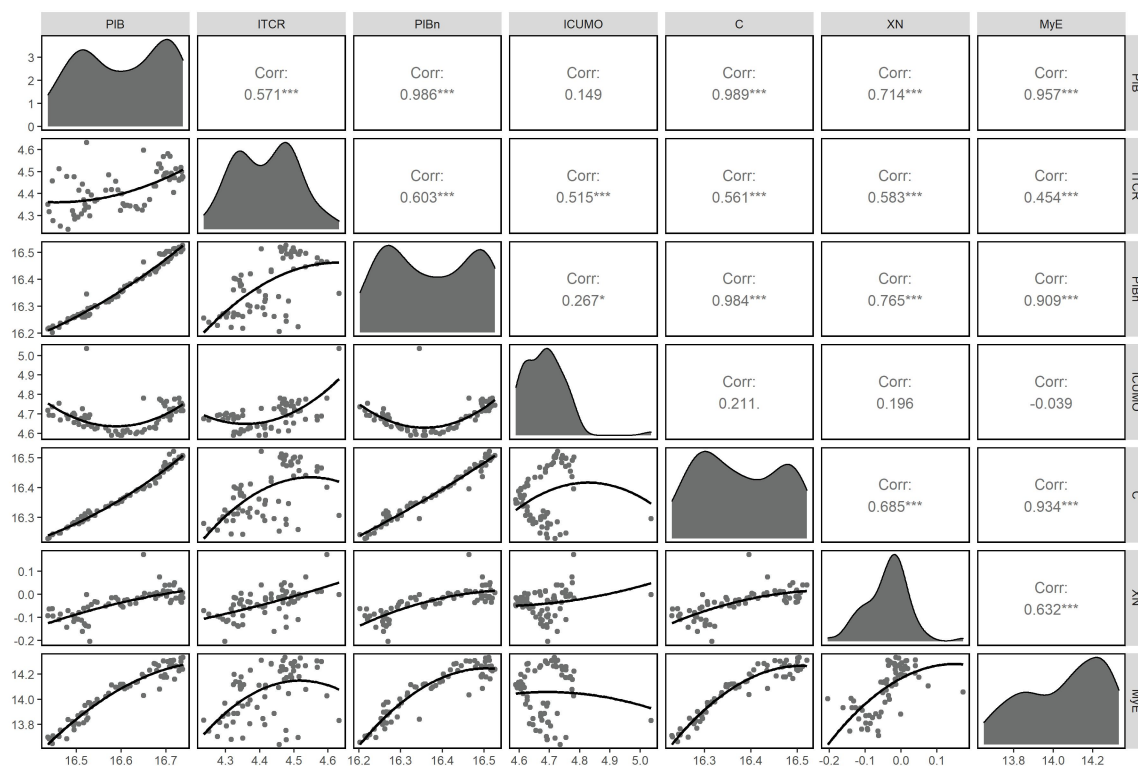 PIB ITCR PIBn ICUMO C XN MyE
3
2
1
0
Corr:
0.571***
Corr:
0.986***
Corr:
0.149
Corr:
0.989***
Corr:
0.714***
Corr:
0.957***
PIB
4.6
4.5
4.4
4.3
Corr:
0.603***
Corr:
0.515***
Corr:
0.561***
Corr:
0.583***
Corr:
0.454***
ITCR
16.5
16.4
16.3
16.2
Corr:
0.267*
Corr:
0.984***
Corr:
0.765***
Corr:
0.909***
PIBn
5.0
4.9
4.8
4.7
4.6
Corr:
0.211.
Corr:
0.196
Corr:
-0.039
ICUMO
16.5
16.4
16.3
Corr:
0.685***
Corr:
0.934***
C
0.1
0.0
-0.1
-0.2
Corr:
0.632***
XN
14.2
14.0
13.8
MyE
16.5 16.6 16.7 4.3 4.4 4.5 4.6 16.2 16.3 16.4 16.5 4.6 4.7 4.8 4.9 5.0 16.3 16.4 16.5 -0.2 -0.1 0.0 0.1 13.8 14.0 14.2